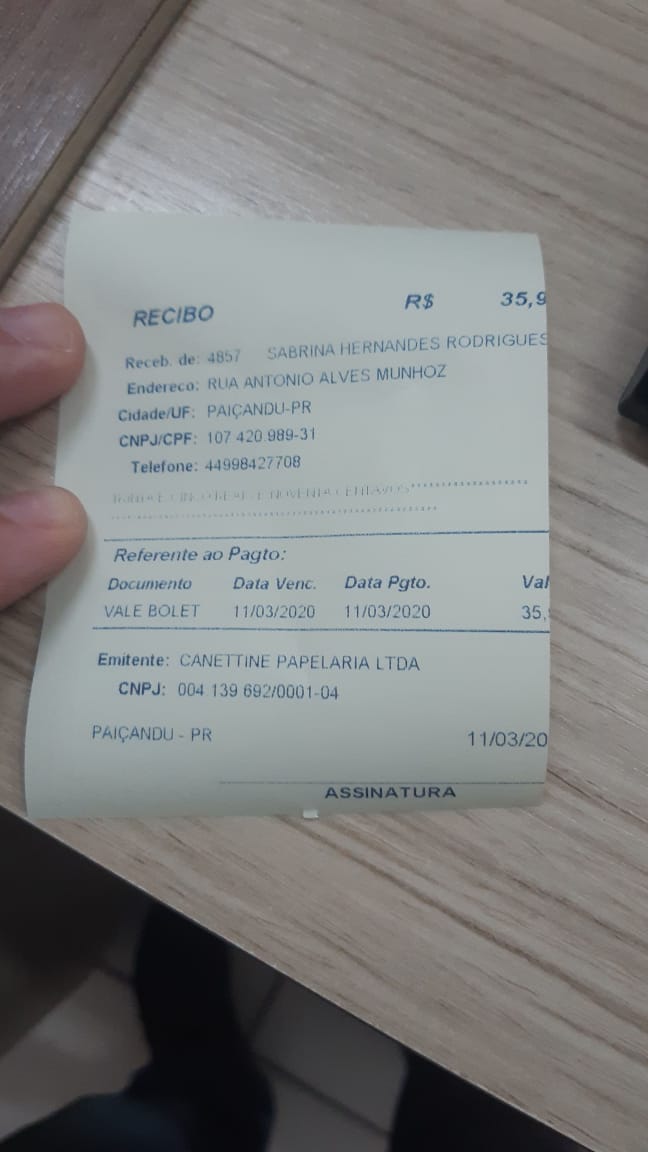 RECIBO R$ 35,9
Receb. de: 4857 SABRINA HERNANDES RODRIGUES
Endereco: RUA ANTONIO ALVES MUNHOZ
Cidade/UF: PAIÇANDU-PR
CNPJ/CPF: 107 420.989-31
Telefone: 44998427708
Referente ao Pagto:
Documento Data Venc. Data Pgto. Val
VALE BOLET 11/03/2020 11/03/2020 35,
Emitente: CANETTINE PAPELARIA LTDA
CNPJ: 004 139 692/0001-04
PAIÇANDU - PR 11/03/20
ASSINATURA